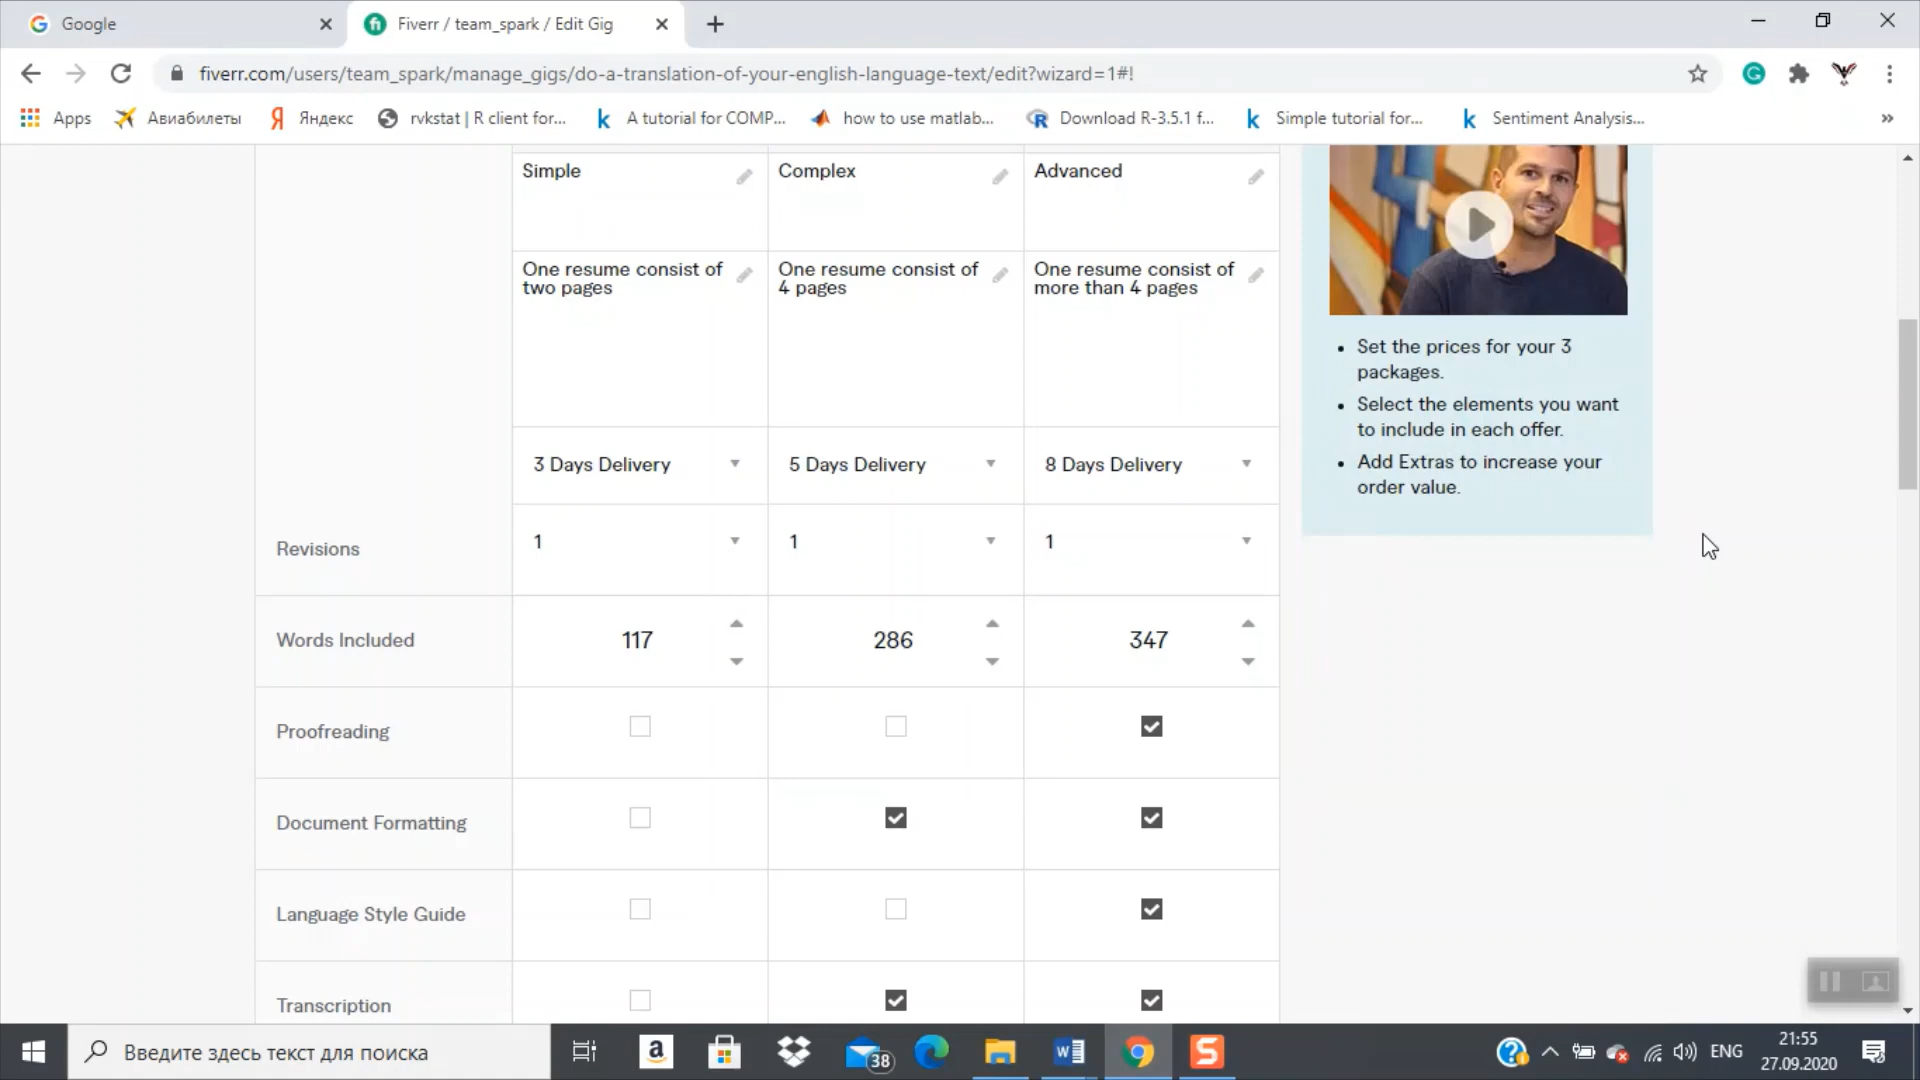 Google
Fiverr / team_spark / Edit Gig
fiverr.com/users/team_spark/manage_gigs/do-a-translation-of-your-english-language-text/edit?wizard=1#!
Apps Авиабилеты Яндекс rvkstat | R client for... A tutorial for COMP... how to use matlab... Download R-3.5.1 f... Simple tutorial for... Sentiment Analysis... »
Simple Complex Advanced
One resume consist of two pages
One resume consist of 4 pages
One resume consist of more than 4 pages
3 Days Delivery 5 Days Delivery 8 Days Delivery
Revisions 1 1 1
Words Included 117 286 347
Proofreading
Document Formatting
Language Style Guide
Transcription
• Set the prices for your 3
packages.
• Select the elements you want
to include in each offer.
• Add Extras to increase your
order value.
Введите здесь текст для поиска
38
ENG
21:55
27.09.2020